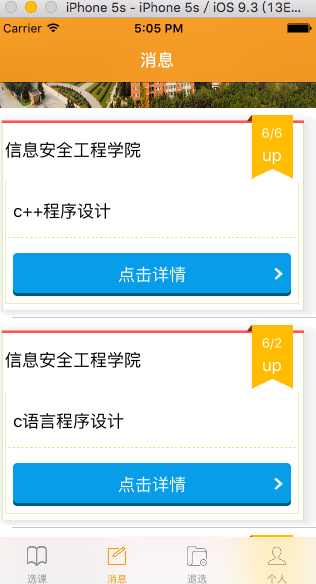 iPhone 5s - iPhone 5s / iOS 9.3 (13E...
Carrier 5:05 PM
消息
6/6
up
信息安全工程学院
c++程序设计
点击详情
6/2
up
信息安全工程学院
c语言程序设计
点击详情
选课 消息 退选 个人